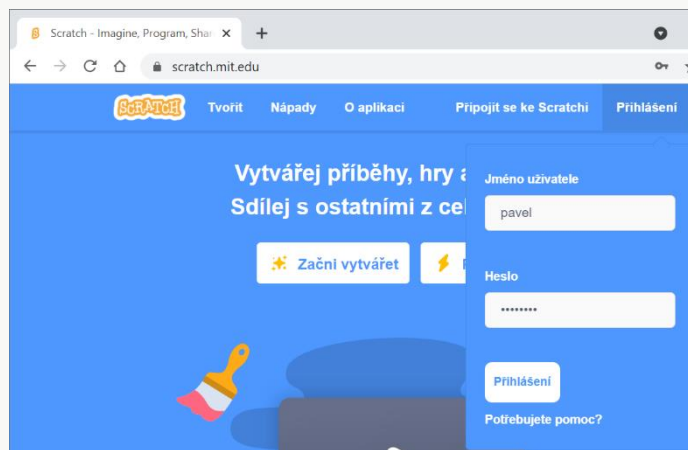 Scratch - Imagine, Program, Shar
scratch.mit.edu
SCRATCH Tvořit Nápady O aplikaci Připojit se ke Scratchi Přihlášení
Vytvářej příběhy, hry a
Sdílej s ostatními z cel
Začni vytvářet
Jméno uživatele
pavel
Heslo
••••••••
Přihlášení
Potřebujete pomoc?